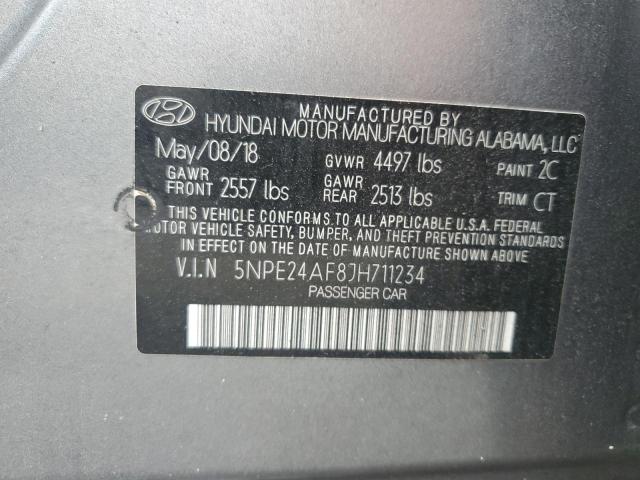 MANUFACTURED BY
HYUNDAI MOTOR MANUFACTURING ALABAMA, LLC
May/08/18 GVWR 4497 lbs PAINT 2C
GAWR FRONT 2557 lbs GAWR REAR 2513 lbs TRIM CT
THIS VEHICLE CONFORMS TO ALL APPLICABLE U.S.A. FEDERAL
MOTOR VEHICLE SAFETY, BUMPER, AND THEFT PREVENTION STANDARDS
IN EFFECT ON THE DATE OF MANUFACTURE SHOWN ABOVE.
V.I.N 5NPE24AF8JH711234
PASSENGER CAR